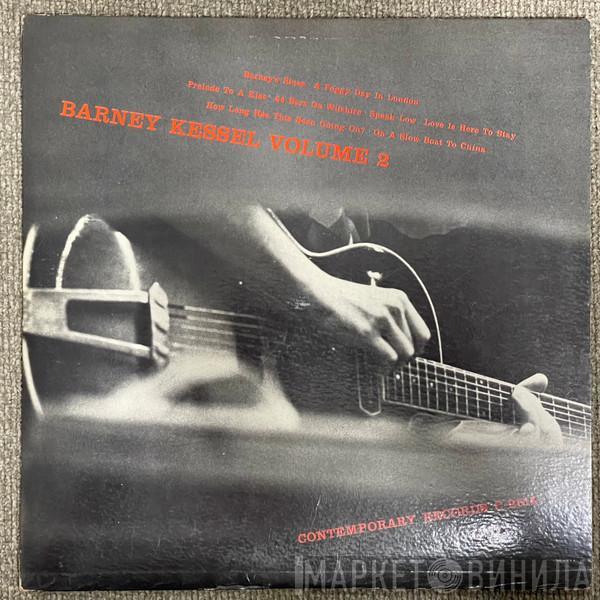 Barney's Blues · A Foggy Day In London
Prelude To A Kiss · 64 Bars On Wilshire · Speak Low · Love Is Here To Stay
How Long Has This Been Going On? · On A Slow Boat To China
BARNEY KESSEL VOLUME 2
CONTEMPORARY RECORDS C 2514
МАРКЕТ ВИНИЛА